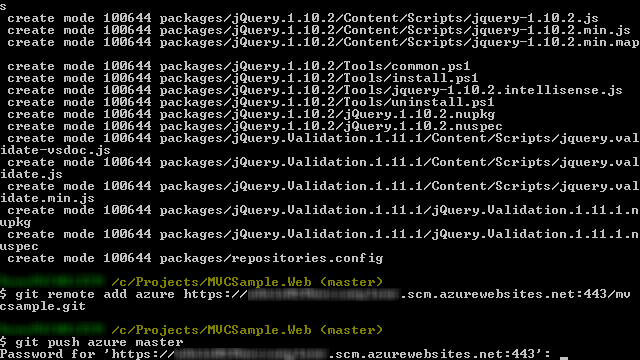 s
create mode 100644 packages/jQuery.1.10.2/Content/Scripts/jquery-1.10.2.js
create mode 100644 packages/jQuery.1.10.2/Content/Scripts/jquery-1.10.2.min.js
create mode 100644 packages/jQuery.1.10.2/Content/Scripts/jquery-1.10.2.min.map
create mode 100644 packages/jQuery.1.10.2/Tools/common.ps1
create mode 100644 packages/jQuery.1.10.2/Tools/install.ps1
create mode 100644 packages/jQuery.1.10.2/Tools/jquery-1.10.2.intellisense.js
create mode 100644 packages/jQuery.1.10.2/Tools/uninstall.ps1
create mode 100644 packages/jQuery.1.10.2/jQuery.1.10.2.nupkg
create mode 100644 packages/jQuery.1.10.2/jQuery.1.10.2.nuspec
create mode 100644 packages/jQuery.Validation.1.11.1/Content/Scripts/jquery.val
idate-vsdoc.js
create mode 100644 packages/jQuery.Validation.1.11.1/Content/Scripts/jquery.val
idate.js
create mode 100644 packages/jQuery.Validation.1.11.1/Content/Scripts/jquery.val
idate.min.js
create mode 100644 packages/jQuery.Validation.1.11.1/jQuery.Validation.1.11.1.n
upkg
create mode 100644 packages/jQuery.Validation.1.11.1/jQuery.Validation.1.11.1.n
uspec
create mode 100644 packages/repositories.config
/c/Projects/MVCSample.Web (master)
$ git remote add azure https:// .scm.azurewebsites.net:443/mv
csample.git
/c/Projects/MVCSample.Web (master)
$ git push azure master
Password for 'https:// .scm.azurewebsites.net:443':